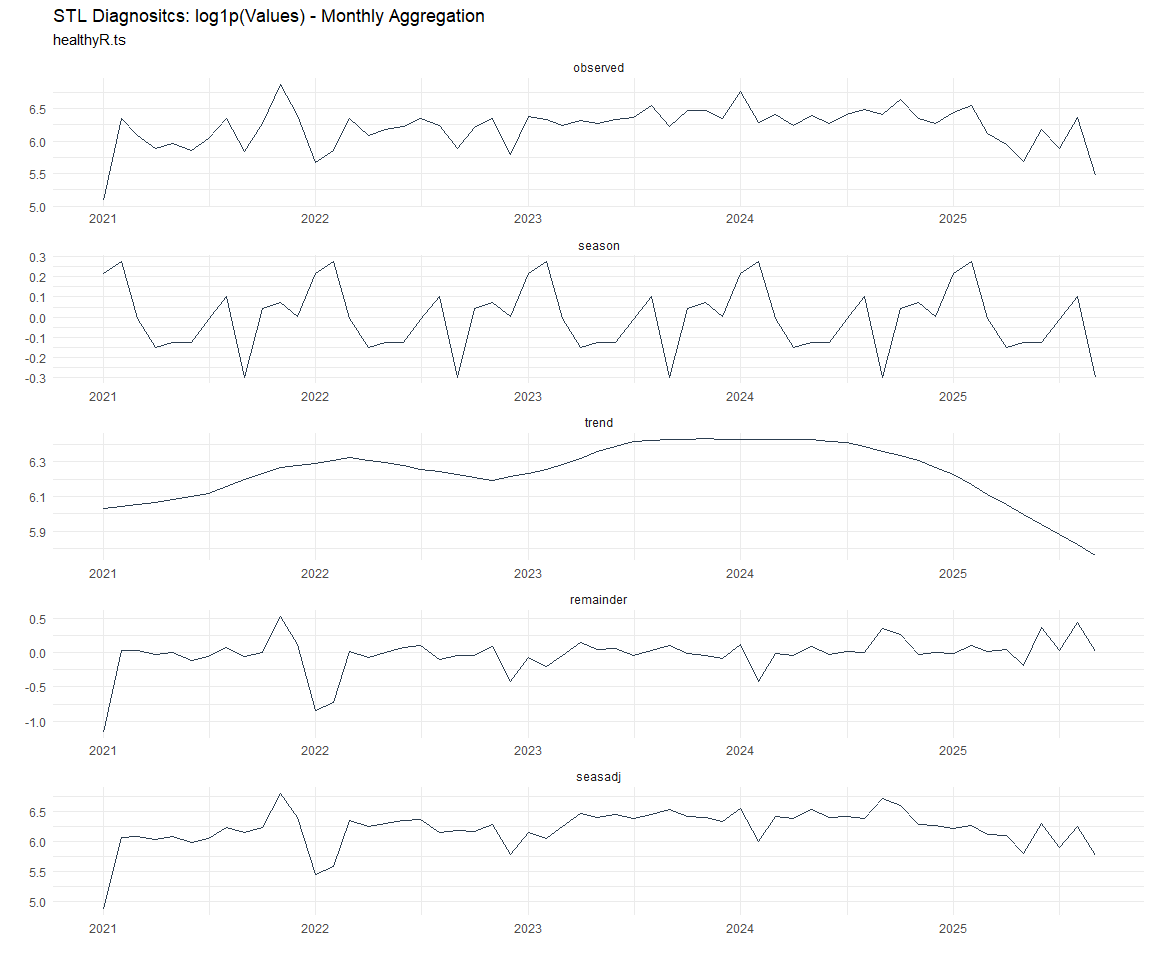 STL Diagnositcs: log1p(Values) - Monthly Aggregation
healthyR.ts
observed
6.5
6.0
5.5
5.0
2021 2022 2023 2024 2025
season
0.3
0.2
0.1
0.0
-0.1
-0.2
-0.3
2021 2022 2023 2024 2025
trend
6.3
6.1
5.9
2021 2022 2023 2024 2025
remainder
0.5
0.0
-0.5
-1.0
2021 2022 2023 2024 2025
seasadj
6.5
6.0
5.5
5.0
2021 2022 2023 2024 2025